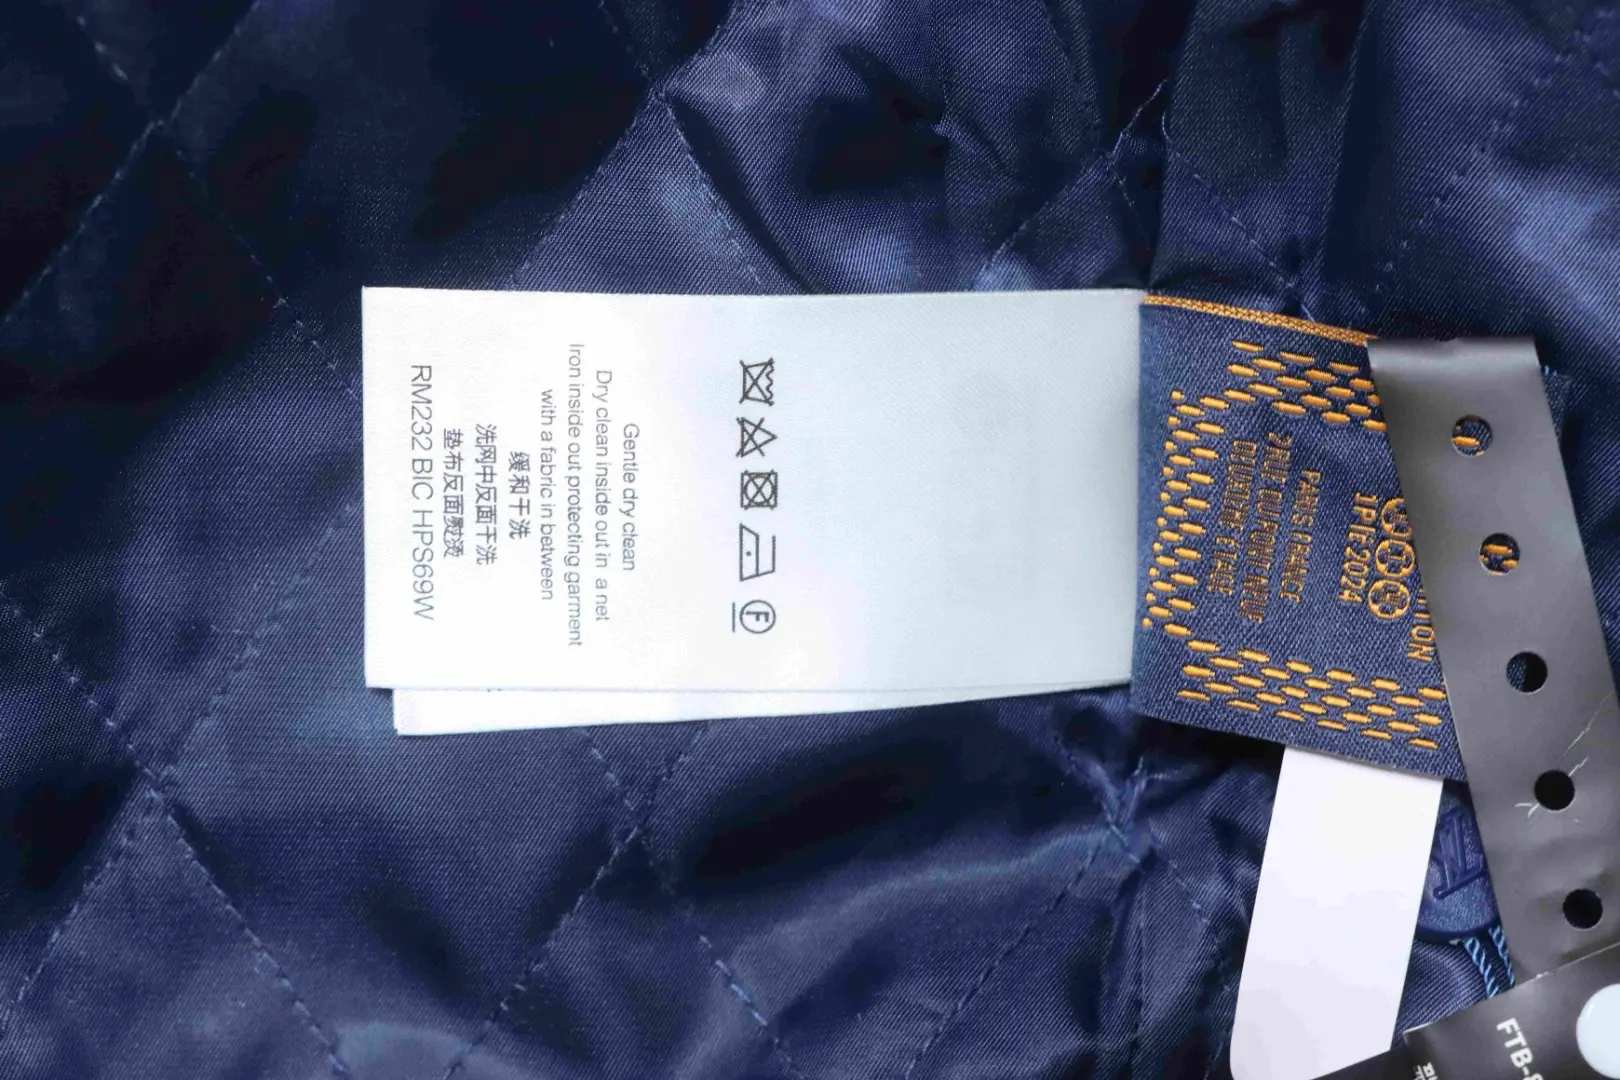 Gentle dry clean
Dry clean inside out in a net
Iron inside out protecting garment
with a fabric in between
缓和干洗
洗网中反面干洗
垫布反面熨烫
RM232 BIC HPS69W
F
1PIE2024
PARIS FRANCE
2 RUE DU PONT NEUF
DEUXIEME ETAGE